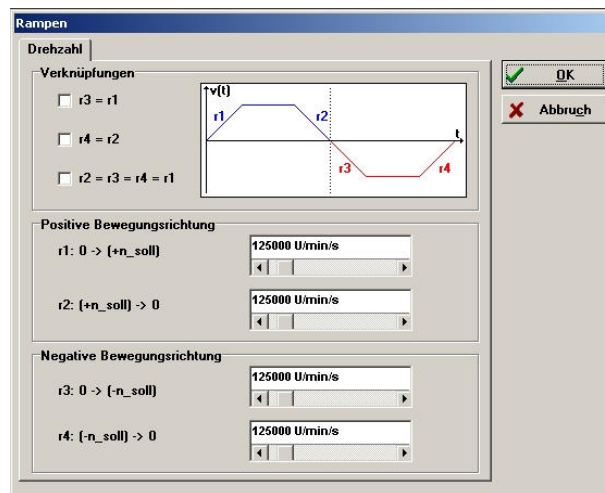 Rampen
Drehzahl
Verknüpfungen
r3 = r1
r4 = r2
r2 = r3 = r4 = r1
v(t)
r1
r2
t
r3
r4
OK
Abbruch
Positive Bewegungsrichtung
r1: 0 -> (+n_soll)
125000 U/min/s
r2: (+n_soll) -> 0
125000 U/min/s
Negative Bewegungsrichtung
r3: 0 -> (-n_soll)
125000 U/min/s
r4: (-n_soll) -> 0
125000 U/min/s